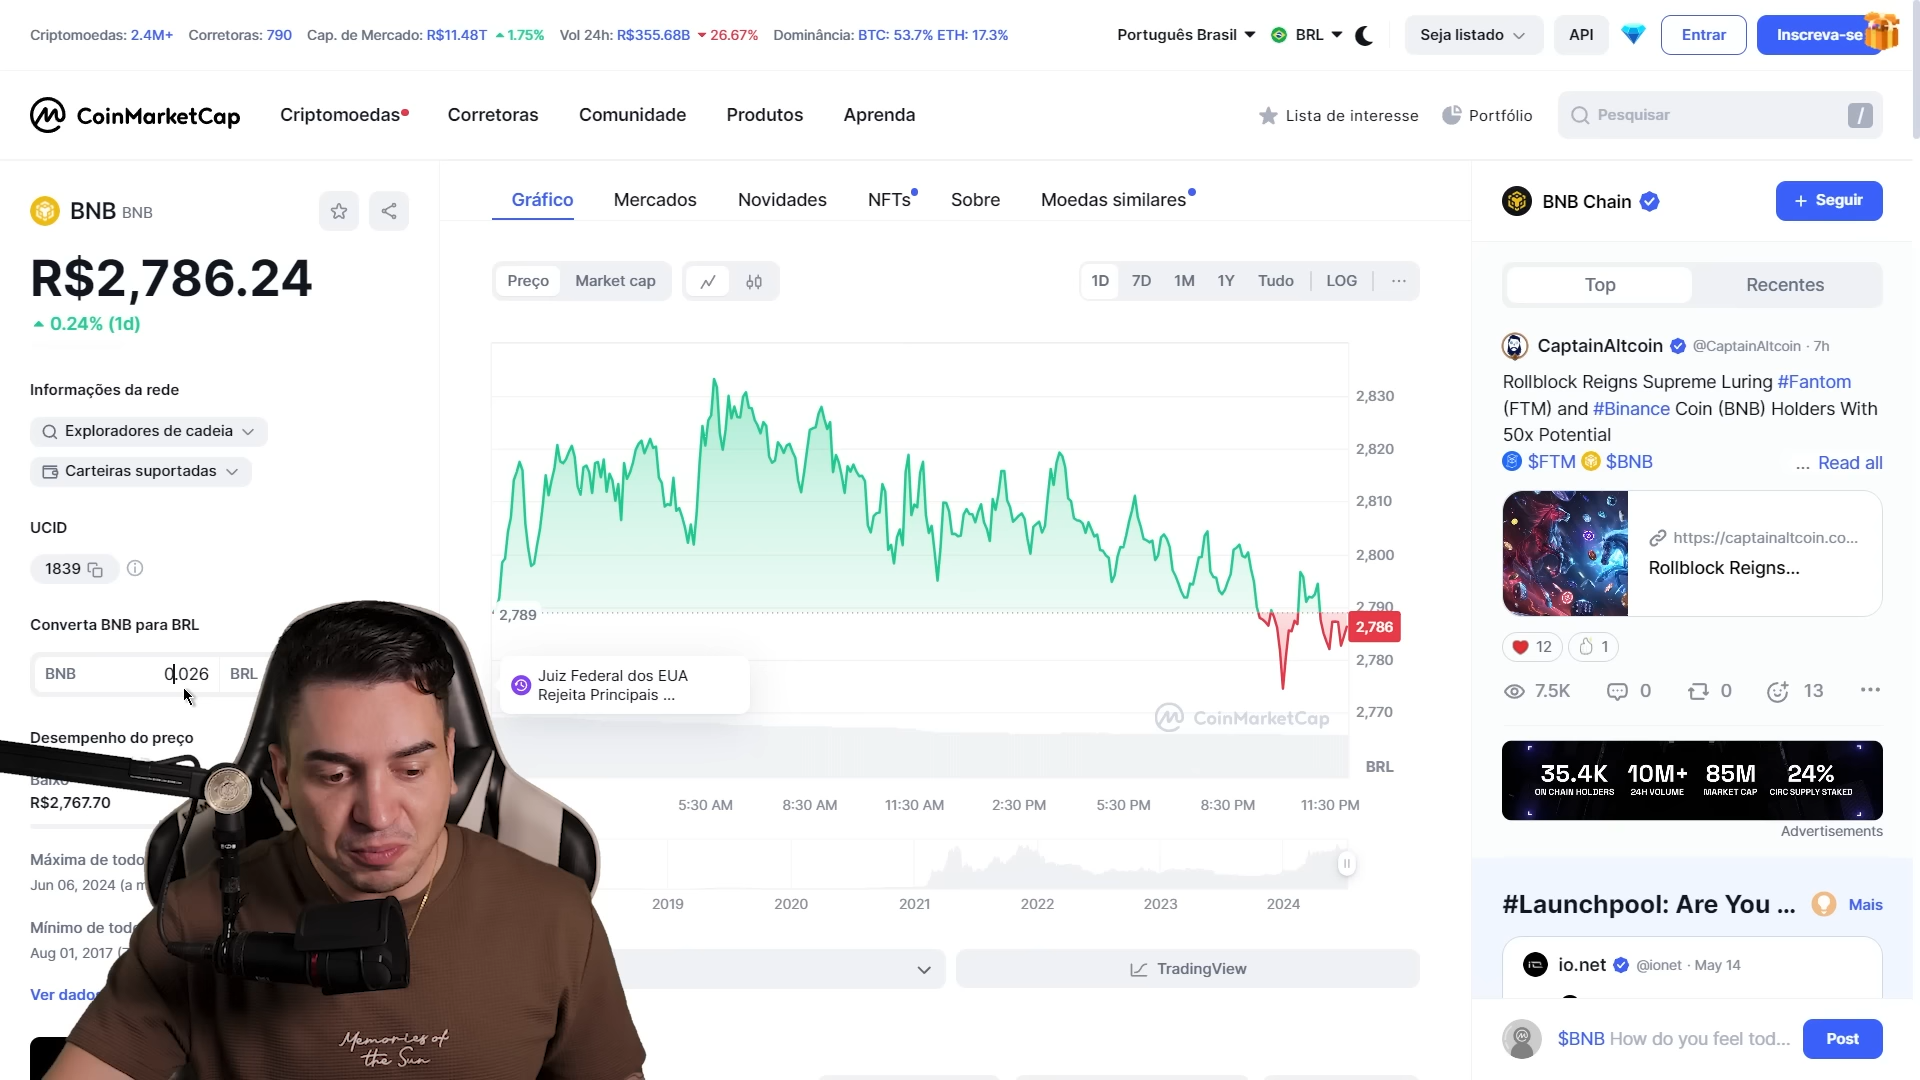 Criptomoedas: 2.4M+ Corretoras: 790 Cap. de Mercado: R$11.48T 1.75% Vol 24h: R$355.68B 26.67% Dominância: BTC: 53.7% ETH: 17.3%
Português Brasil BRL Seja listado API Entrar Inscreva-se
CoinMarketCap Criptomoedas Corretoras Comunidade Produtos Aprenda
Lista de interesse Portfólio Pesquisar /
BNB BNB
R$2,786.24
0.24% (1d)
Informações da rede
Exploradores de cadeia
Carteiras suportadas
UCID
1839
Converta BNB para BRL
BNB 0.026 BRL
Desempenho do preço
Baixo
R$2,767.70
Máxima de todo
Jun 06, 2024 (a m
Mínimo de tod
Aug 01, 2017 (7
Ver dados
Gráfico Mercados Novidades NFTs Sobre Moedas similares
Preço Market cap
1D 7D 1M 1Y Tudo LOG ...
2,830
2,820
2,810
2,800
2,790
2,789
2,786
2,780
2,770
Juiz Federal dos EUA
Rejeita Principais ...
CoinMarketCap
BRL
5:30 AM 8:30 AM 11:30 AM 2:30 PM 5:30 PM 8:30 PM 11:30 PM
2019 2020 2021 2022 2023 2024
TradingView
Memories of
the Sun
BNB Chain + Seguir
Top Recentes
CaptainAltcoin @CaptainAltcoin · 7h
Rollblock Reigns Supreme Luring #Fantom
(FTM) and #Binance Coin (BNB) Holders With
50x Potential
$FTM $BNB ... Read all
https://captainaltcoin.co...
Rollblock Reigns...
12 1
7.5K 0 0 13 ...
35.4K 10M+ 85M 24%
ON CHAIN HOLDERS 24H VOLUME MARKET CAP CIRC SUPPLY STAKED
Advertisements
#Launchpool: Are You ... Mais
io.net @ionet · May 14
$BNB How do you feel tod... Post